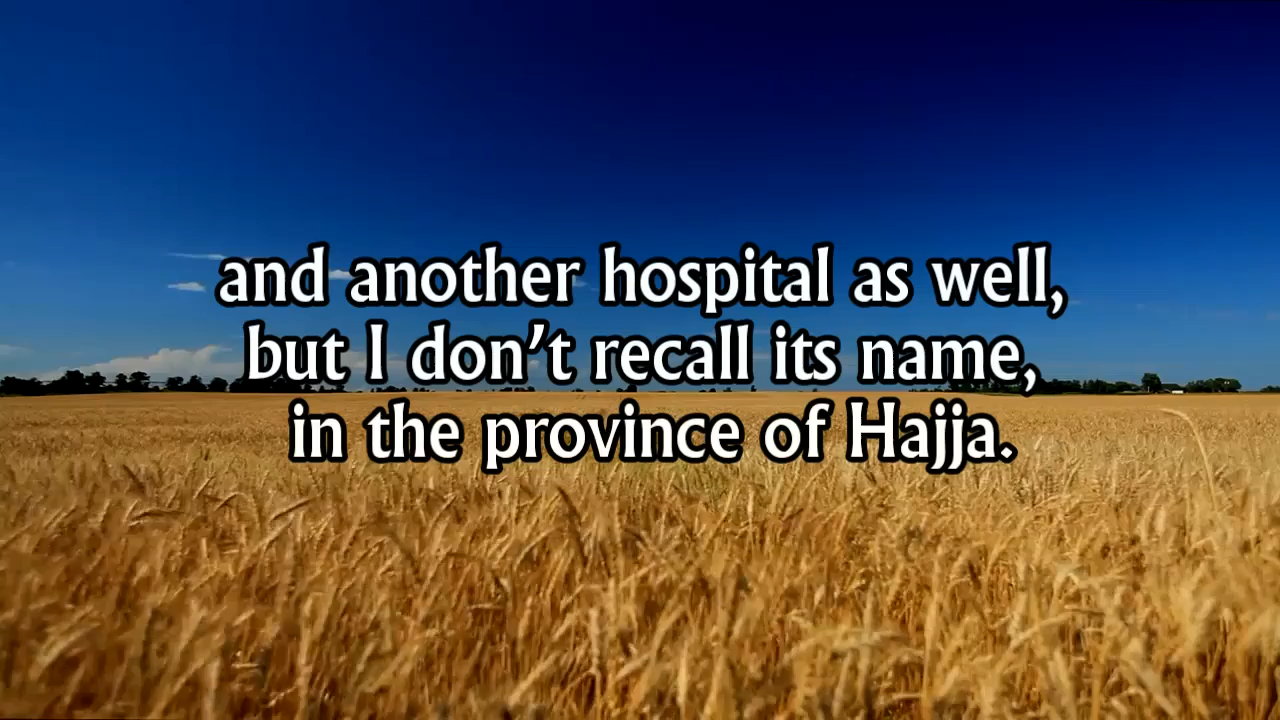 and another hospital as well,
but I don’t recall its name,
in the province of Hajja.